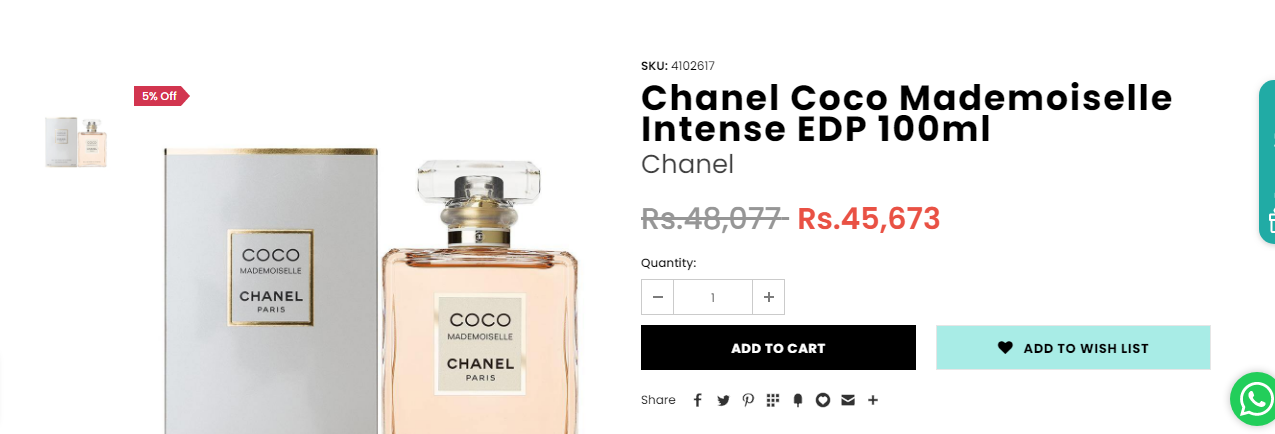 SKU: 4102617
5% Off
Chanel Coco Mademoiselle
Intense EDP 100ml
Chanel
Rs.48,077 Rs.45,673
Quantity:
1
ADD TO CART
ADD TO WISH LIST
Share
COCO
MADEMOISELLE
CHANEL
PARIS
COCO
MADEMOISELLE
CHANEL
PARIS